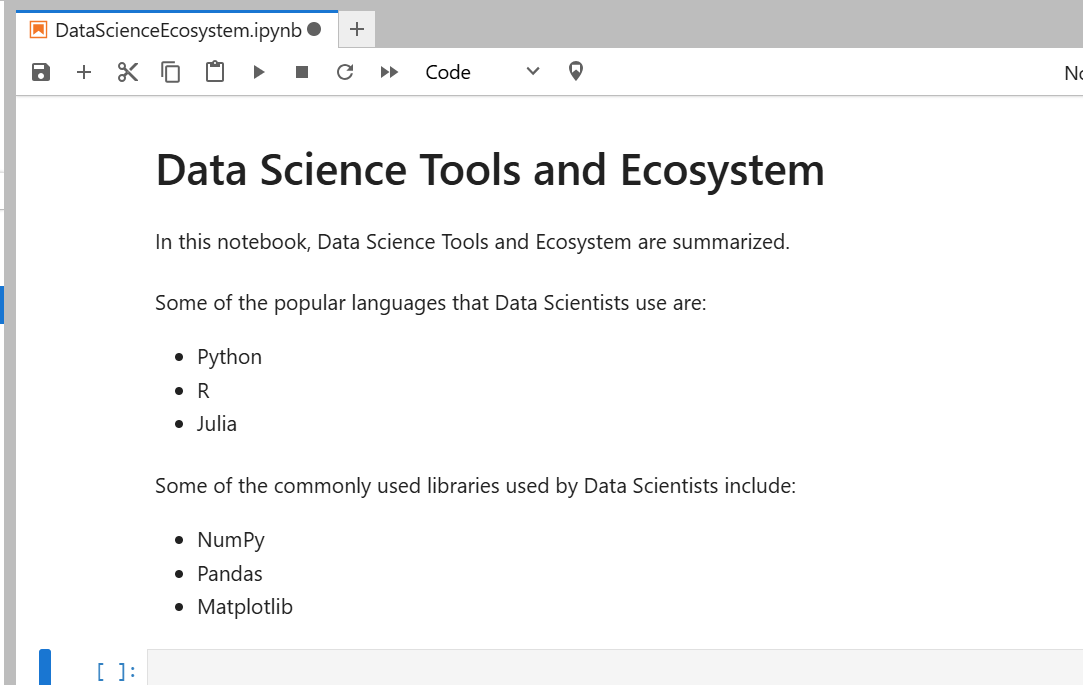 DataScienceEcosystem.ipynb
Code
No
Data Science Tools and Ecosystem
In this notebook, Data Science Tools and Ecosystem are summarized.
Some of the popular languages that Data Scientists use are:
Python
R
Julia
Some of the commonly used libraries used by Data Scientists include:
NumPy
Pandas
Matplotlib
[ ]: